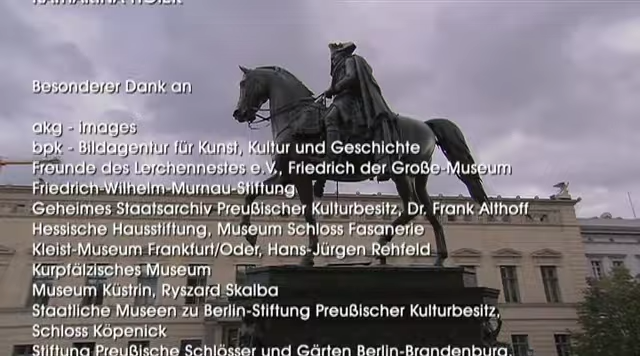 KATHARINA HOIER
Besonderer Dank an
akg - images
bpk - Bildagentur für Kunst, Kultur und Geschichte
Freunde des Lerchennestes e.V., Friedrich der Große-Museum
Friedrich-Wilhelm-Murnau-Stiftung
Geheimes Staatsarchiv Preußischer Kulturbesitz, Dr. Frank Althoff
Hessische Hausstiftung, Museum Schloss Fasanerie
Kleist-Museum Frankfurt/Oder, Hans-Jürgen Rehfeld
Kurpfälzisches Museum
Museum Küstrin, Ryszard Skalba
Staatliche Museen zu Berlin-Stiftung Preußischer Kulturbesitz,
Schloss Köpenick
Stiftung Preußische Schlösser und Gärten Berlin-Brandenburg,